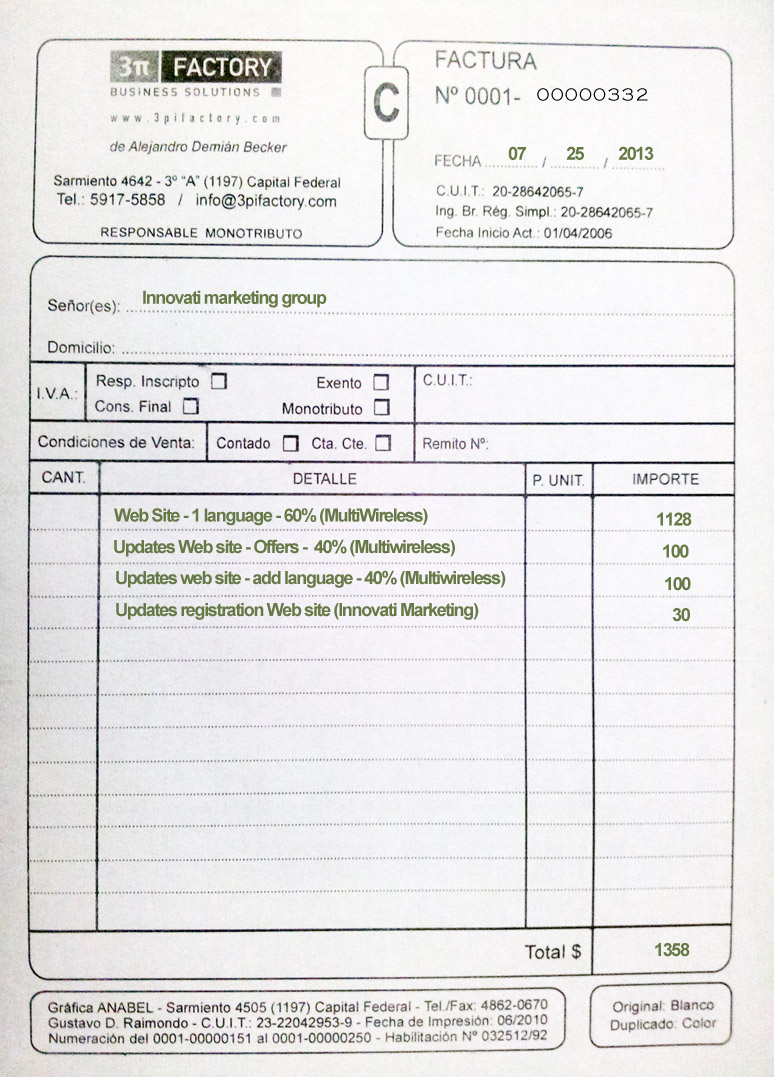 3π FACTORY
BUSINESS SOLUTIONS
www.3pifactory.com
de Alejandro Demián Becker
Sarmiento 4642 - 3º "A" (1197) Capital Federal
Tel.: 5917-5858 / info@3pifactory.com
RESPONSABLE MONOTRIBUTO
C
FACTURA
Nº 0001- 00000332
FECHA 07 / 25 / 2013
C.U.I.T.: 20-28642065-7
Ing. Br. Rég. Simpl.: 20-28642065-7
Fecha Inicio Act.: 01/04/2006
Señor(es): Innovati marketing group
Domicilio:
I.V.A.: Resp. Inscripto Exento
Cons. Final Monotributo
C.U.I.T.:
Condiciones de Venta: Contado Cta. Cte. Remito Nº:
CANT. DETALLE P. UNIT. IMPORTE
Web Site - 1 language - 60% (MultiWireless) 1128
Updates Web site - Offers - 40% (Multiwireless) 100
Updates web site - add language - 40% (Multiwireless) 100
Updates registration Web site (Innovati Marketing) 30
Total $ 1358
Gráfica ANABEL - Sarmiento 4505 (1197) Capital Federal - Tel./Fax: 4862-0670
Gustavo D. Raimondo - C.U.I.T.: 23-22042953-9 - Fecha de Impresión: 06/2010
Numeración del 0001-00000151 al 0001-00000250 - Habilitación Nº 032512/92
Original: Blanco
Duplicado: Color